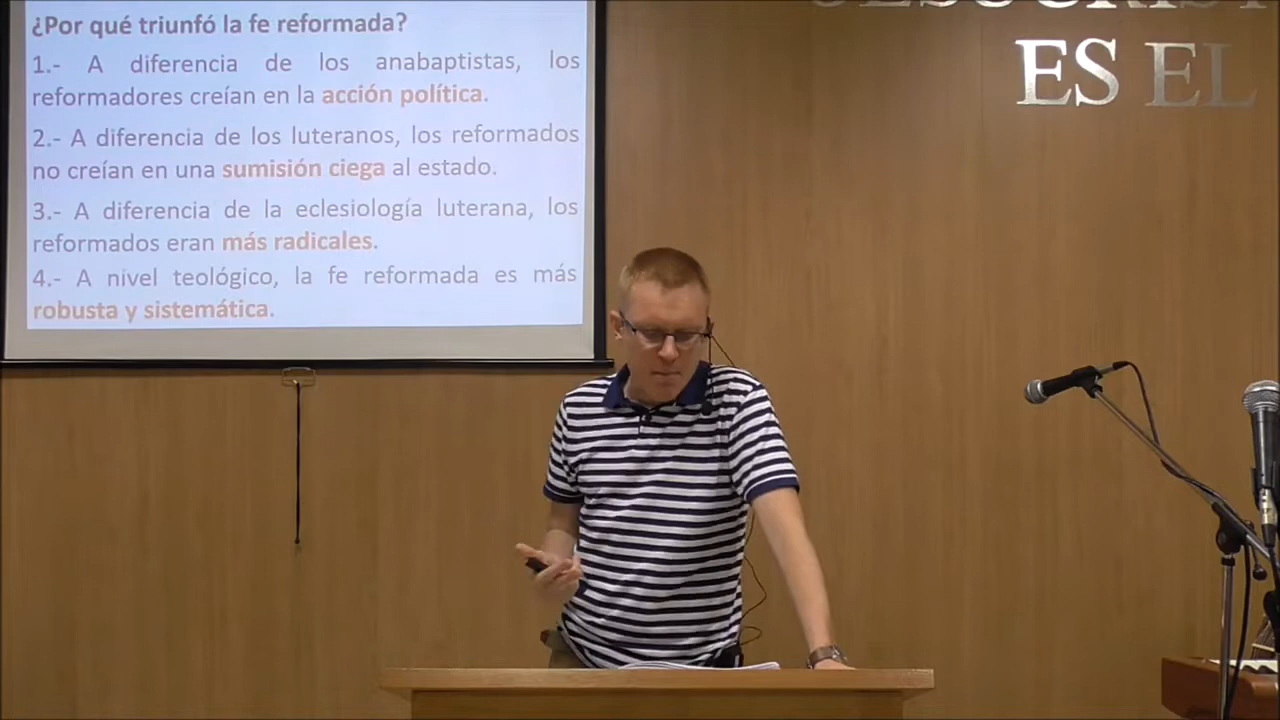 ¿Por qué triunfó la fe reformada?
1.- A diferencia de los anabaptistas, los
reformadores creían en la acción política.
2.- A diferencia de los luteranos, los reformados
no creían en una sumisión ciega al estado.
3.- A diferencia de la eclesiología luterana, los
reformados eran más radicales.
4.- A nivel teológico, la fe reformada es más
robusta y sistemática.
ES EL